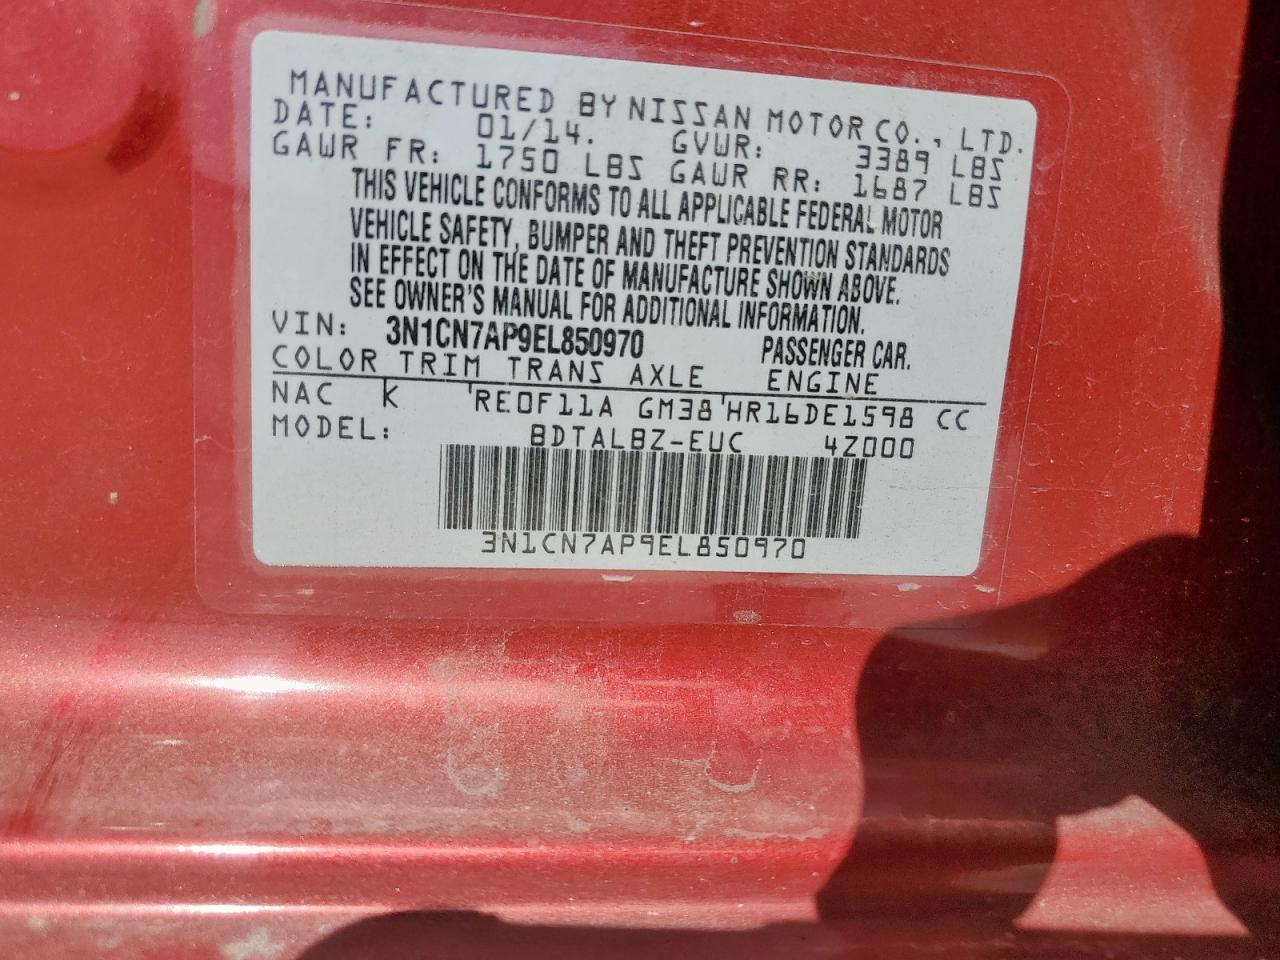 MANUFACTURED BY NISSAN MOTOR CO., LTD.
DATE: 01/14. GVWR: 3389 LBS
GAWR FR: 1750 LBS GAWR RR: 1687 LBS
THIS VEHICLE CONFORMS TO ALL APPLICABLE FEDERAL MOTOR
VEHICLE SAFETY, BUMPER AND THEFT PREVENTION STANDARDS
IN EFFECT ON THE DATE OF MANUFACTURE SHOWN ABOVE.
SEE OWNER'S MANUAL FOR ADDITIONAL INFORMATION.
VIN: 3N1CN7AP9EL850970 PASSENGER CAR.
COLOR TRIM TRANS AXLE ENGINE
NAC K RE0F11A GM38 HR16DE1598 CC
MODEL: BDTALBZ-EUC 4Z000
3N1CN7AP9EL850970